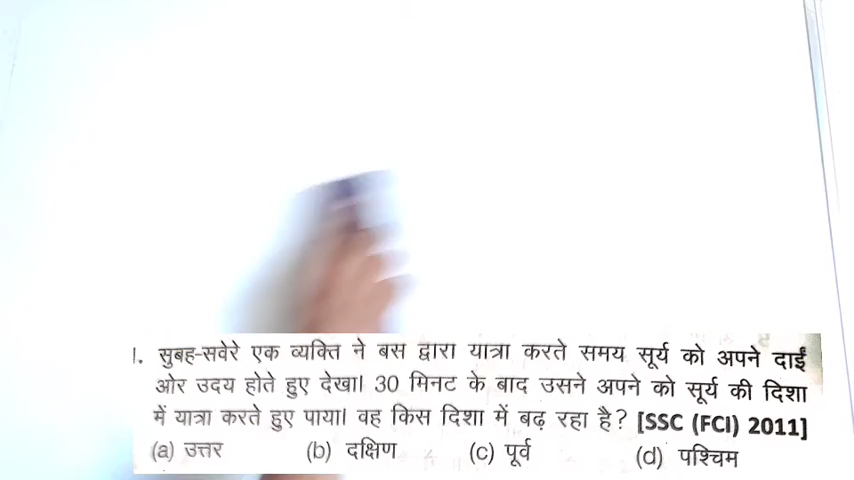 1. सुबह-सवेरे एक व्यक्ति ने बस द्वारा यात्रा करते समय सूर्य को अपने दाईं
ओर उदय होते हुए देखा। 30 मिनट के बाद उसने अपने को सूर्य की दिशा
में यात्रा करते हुए पाया। वह किस दिशा में बढ़ रहा है? [SSC (FCI) 2011]
(a) उत्तर (b) दक्षिण (c) पूर्व (d) पश्चिम